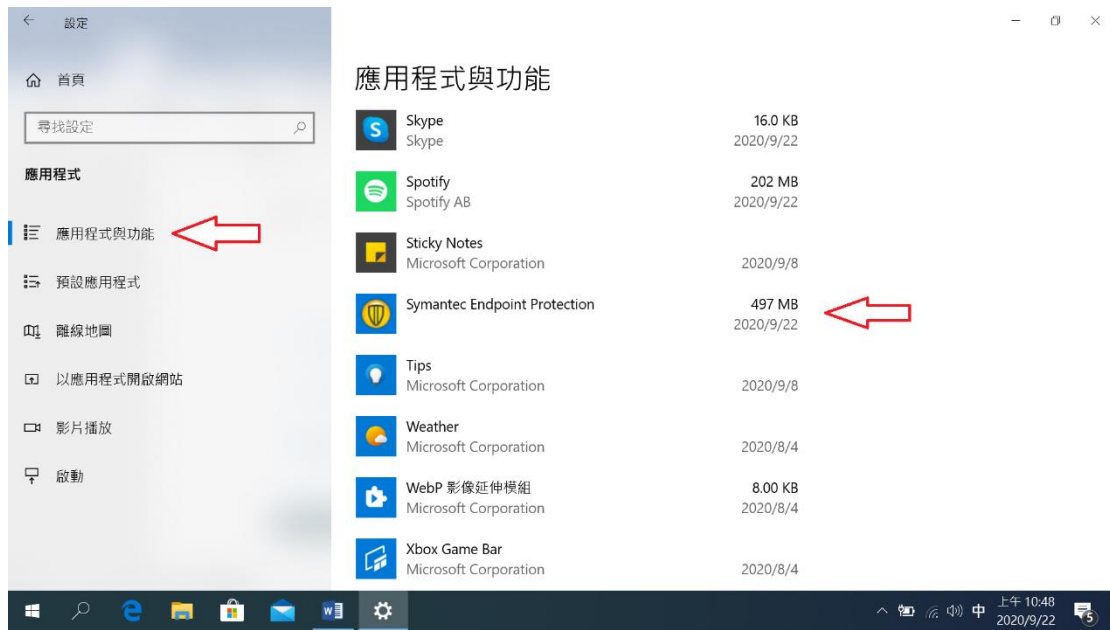 設定
首頁
尋找設定
應用程式
應用程式與功能
預設應用程式
離線地圖
以應用程式開啟網站
影片播放
啟動
應用程式與功能
Skype 16.0 KB
Skype 2020/9/22
Spotify 202 MB
Spotify AB 2020/9/22
Sticky Notes
Microsoft Corporation 2020/9/8
Symantec Endpoint Protection 497 MB
2020/9/22
Tips
Microsoft Corporation 2020/9/8
Weather
Microsoft Corporation 2020/8/4
WebP 影像延伸模組 8.00 KB
Microsoft Corporation 2020/8/4
Xbox Game Bar
Microsoft Corporation 2020/8/4
中 上午 10:48
2020/9/22
5